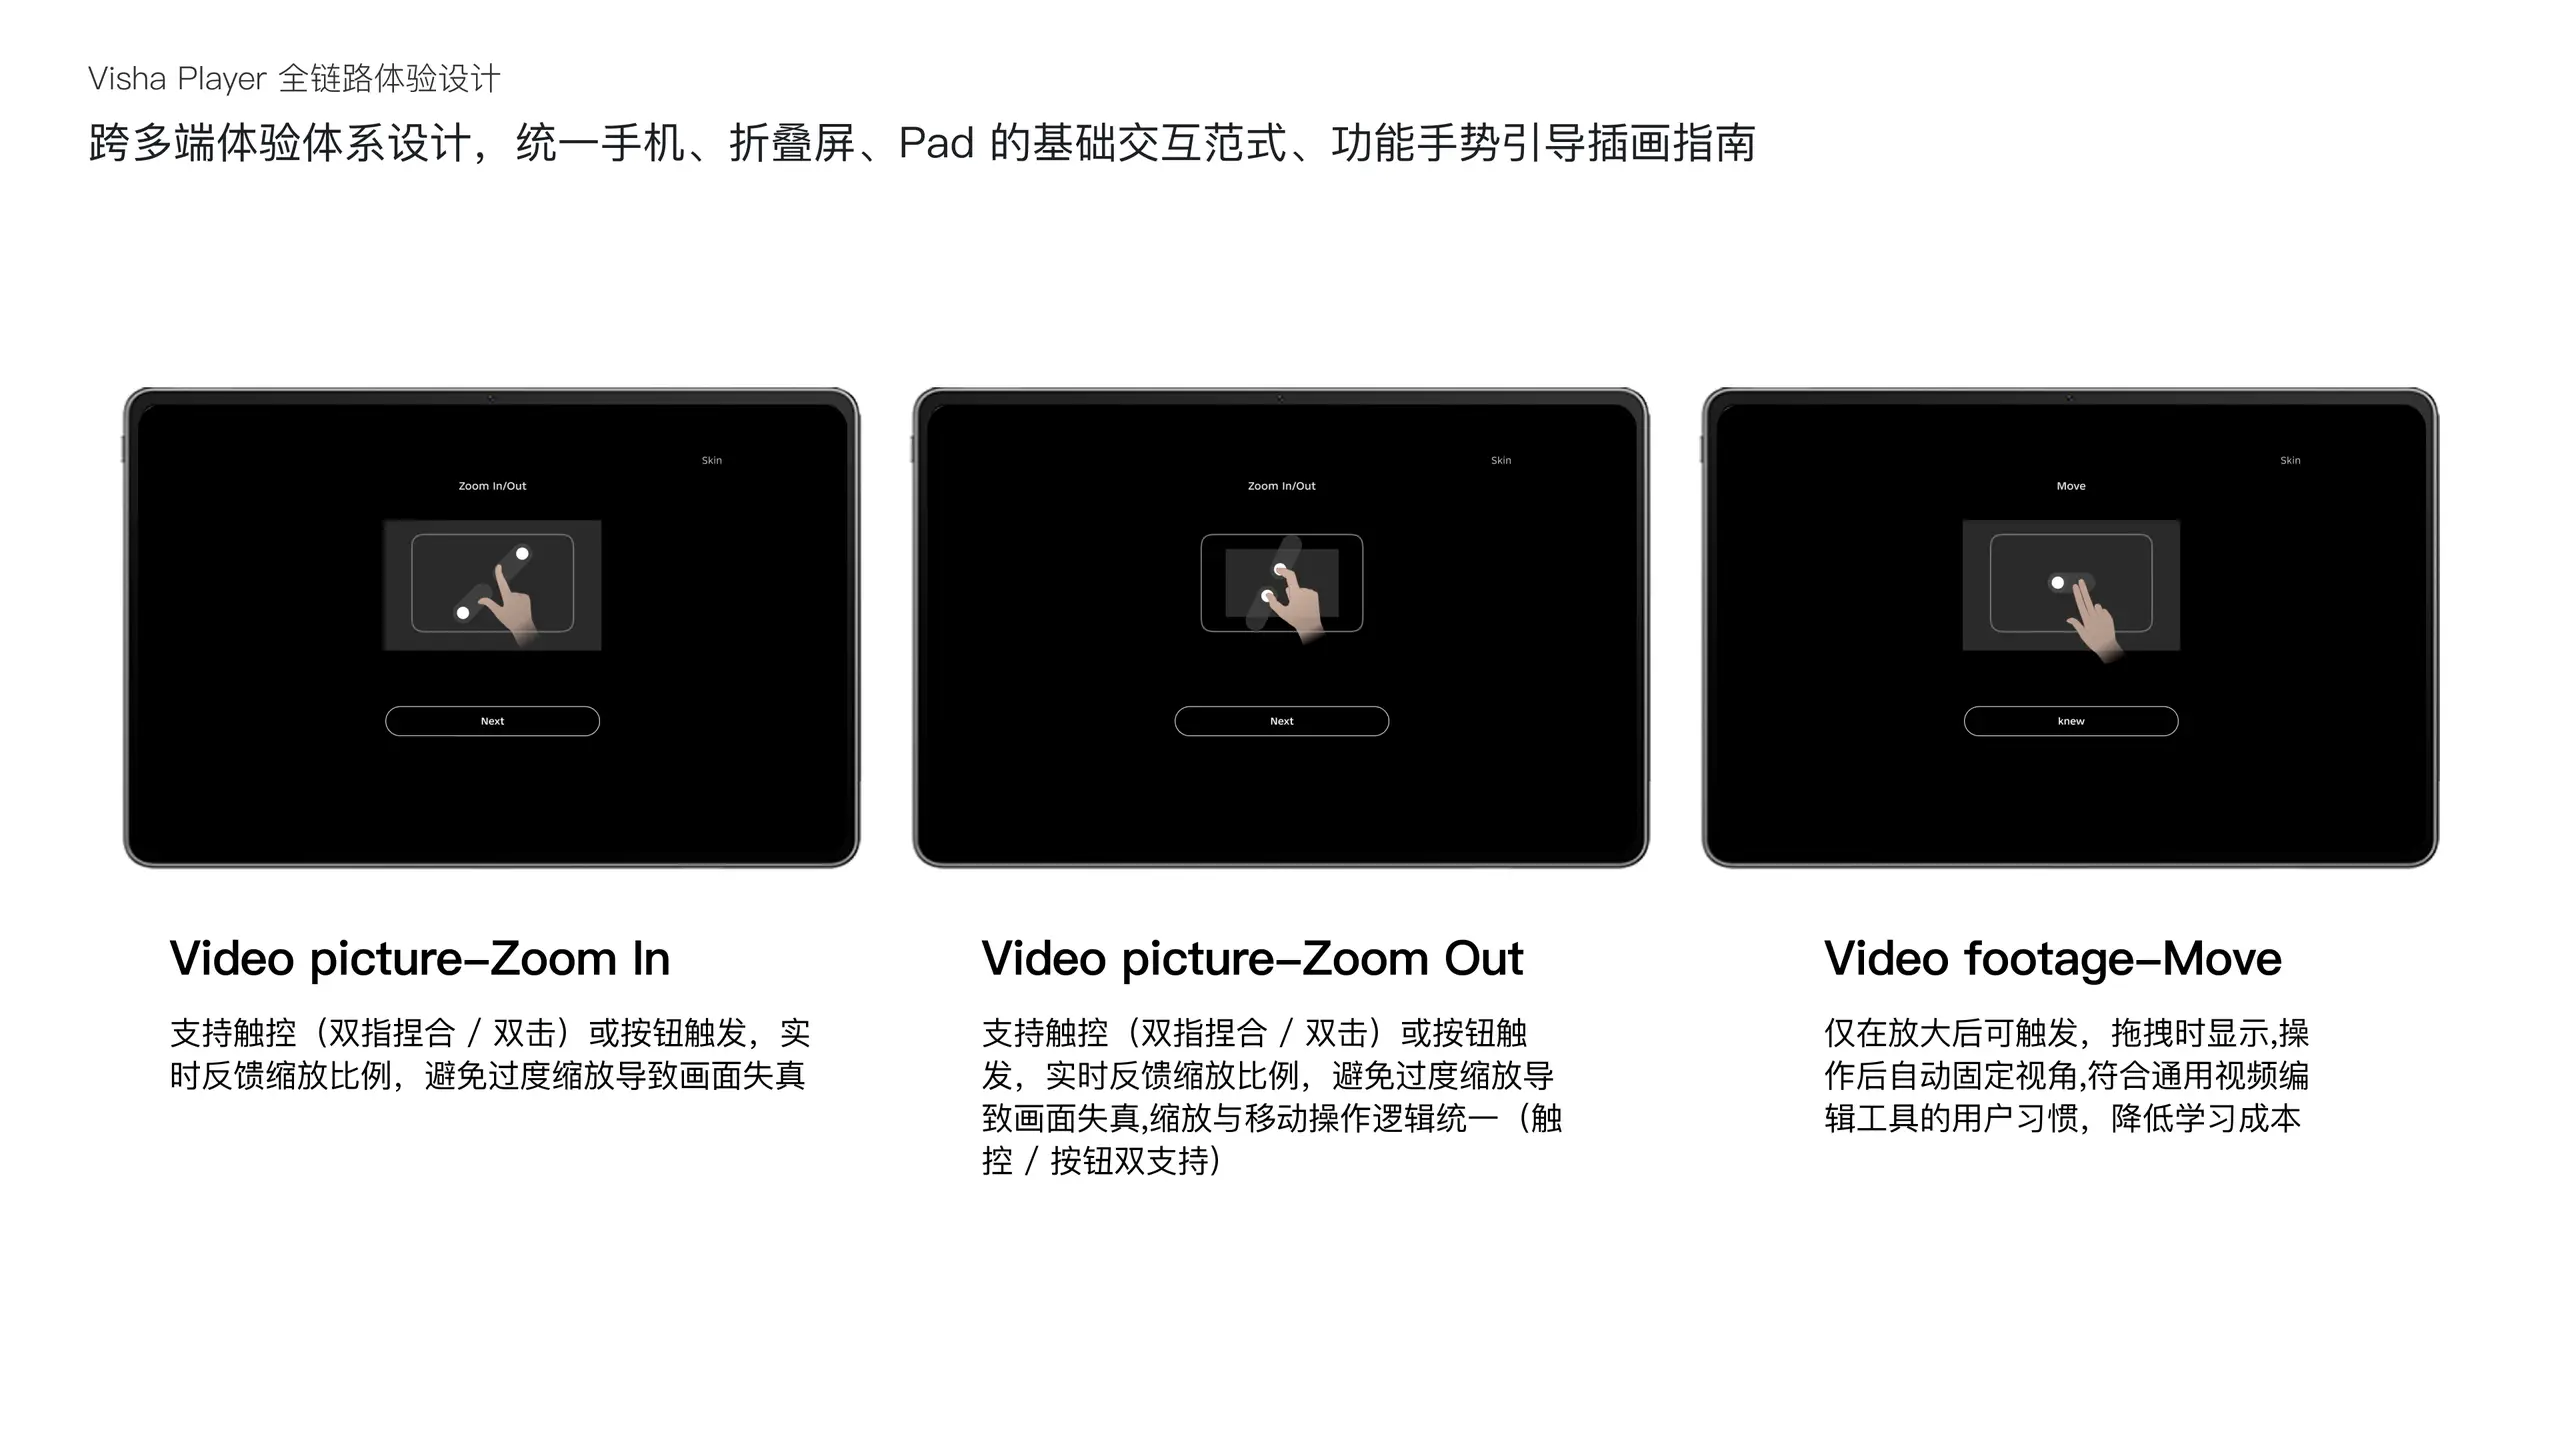 Visha Player 全链路体验设计
跨多端体验体系设计，统一手机、折叠屏、Pad 的基础交互范式、功能手势引导插画指南
Skin
Zoom In/Out
Next
Skin
Zoom In/Out
Next
Skin
Move
knew
Video picture–Zoom In
支持触控（双指捏合 / 双击）或按钮触发，实
时反馈缩放比例，避免过度缩放导致画面失真
Video picture–Zoom Out
支持触控（双指捏合 / 双击）或按钮触
发，实时反馈缩放比例，避免过度缩放导
致画面失真,缩放与移动操作逻辑统一（触
控 / 按钮双支持）
Video footage–Move
仅在放大后可触发，拖拽时显示,操
作后自动固定视角,符合通用视频编
辑工具的用户习惯，降低学习成本